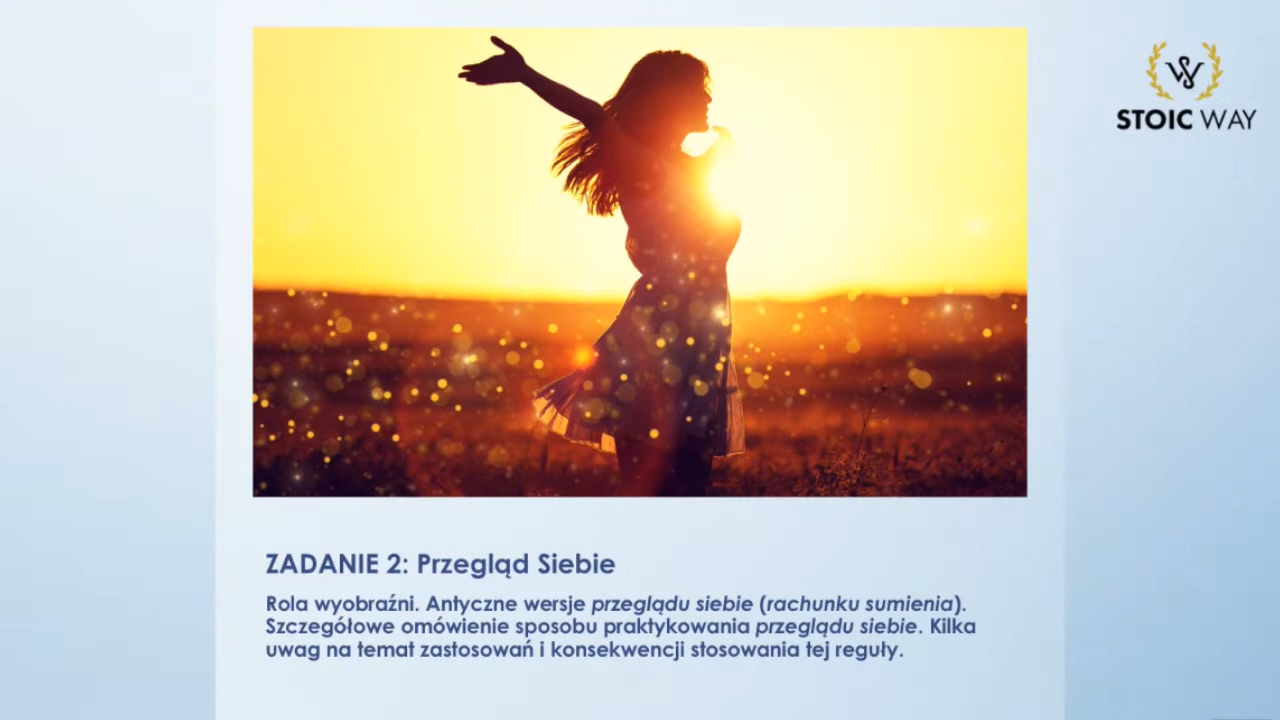 STOIC WAY
ZADANIE 2: Przegląd Siebie
Rola wyobraźni. Antyczne wersje przeglądu siebie (rachunku sumienia).
Szczegółowe omówienie sposobu praktykowania przeglądu siebie. Kilka
uwag na temat zastosowań i konsekwencji stosowania tej reguły.